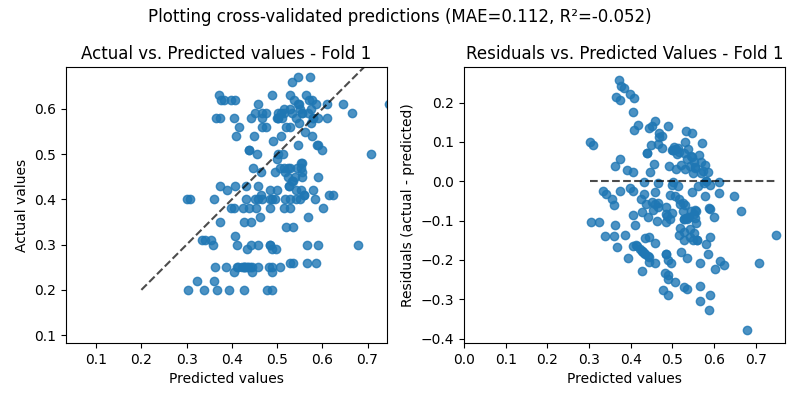 Plotting cross-validated predictions (MAE=0.112, R²=-0.052)
Actual vs. Predicted values - Fold 1
Actual values
0.6
0.5
0.4
0.3
0.2
0.1
0.1 0.2 0.3 0.4 0.5 0.6 0.7
Predicted values
Residuals vs. Predicted Values - Fold 1
Residuals (actual - predicted)
0.2
0.1
0.0
−0.1
−0.2
−0.3
−0.4
0.0 0.1 0.2 0.3 0.4 0.5 0.6 0.7
Predicted values